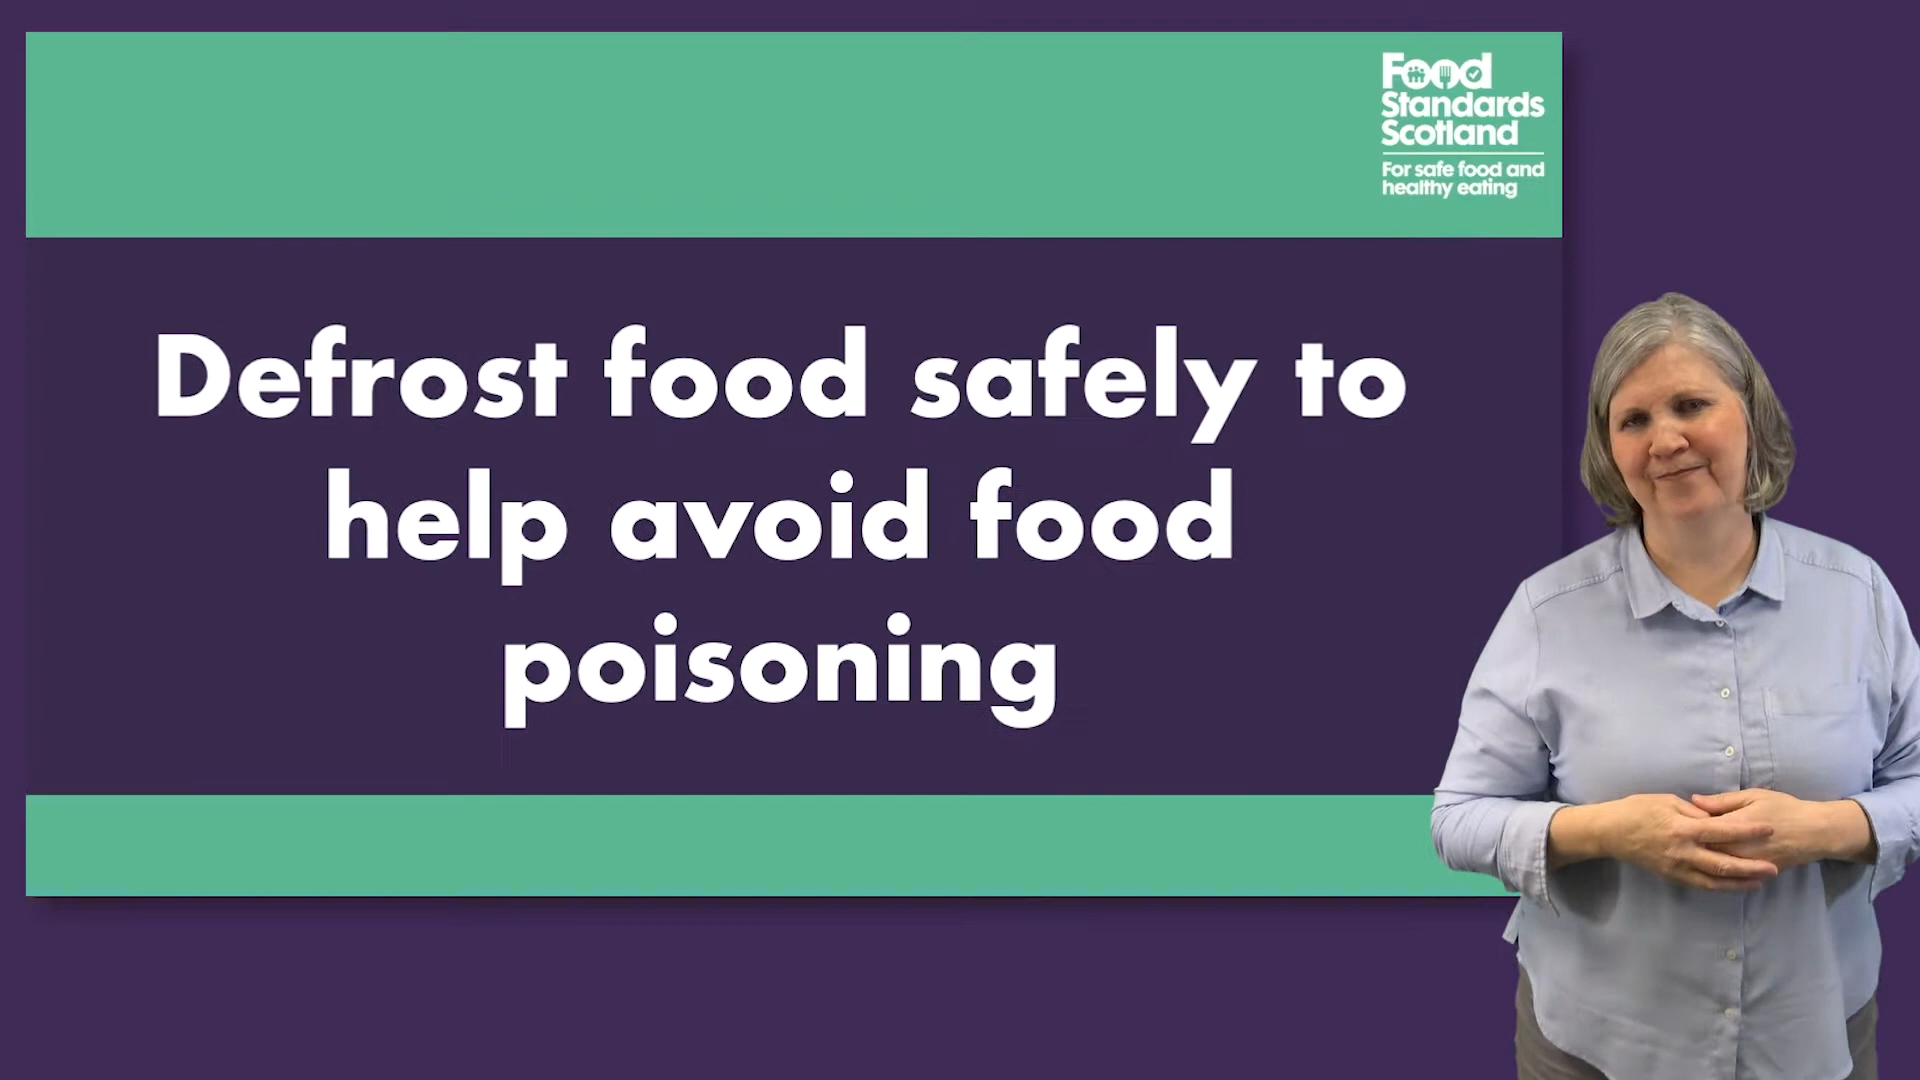 Food
Standards
Scotland
For safe food and
healthy eating
Defrost food safely to
help avoid food
poisoning